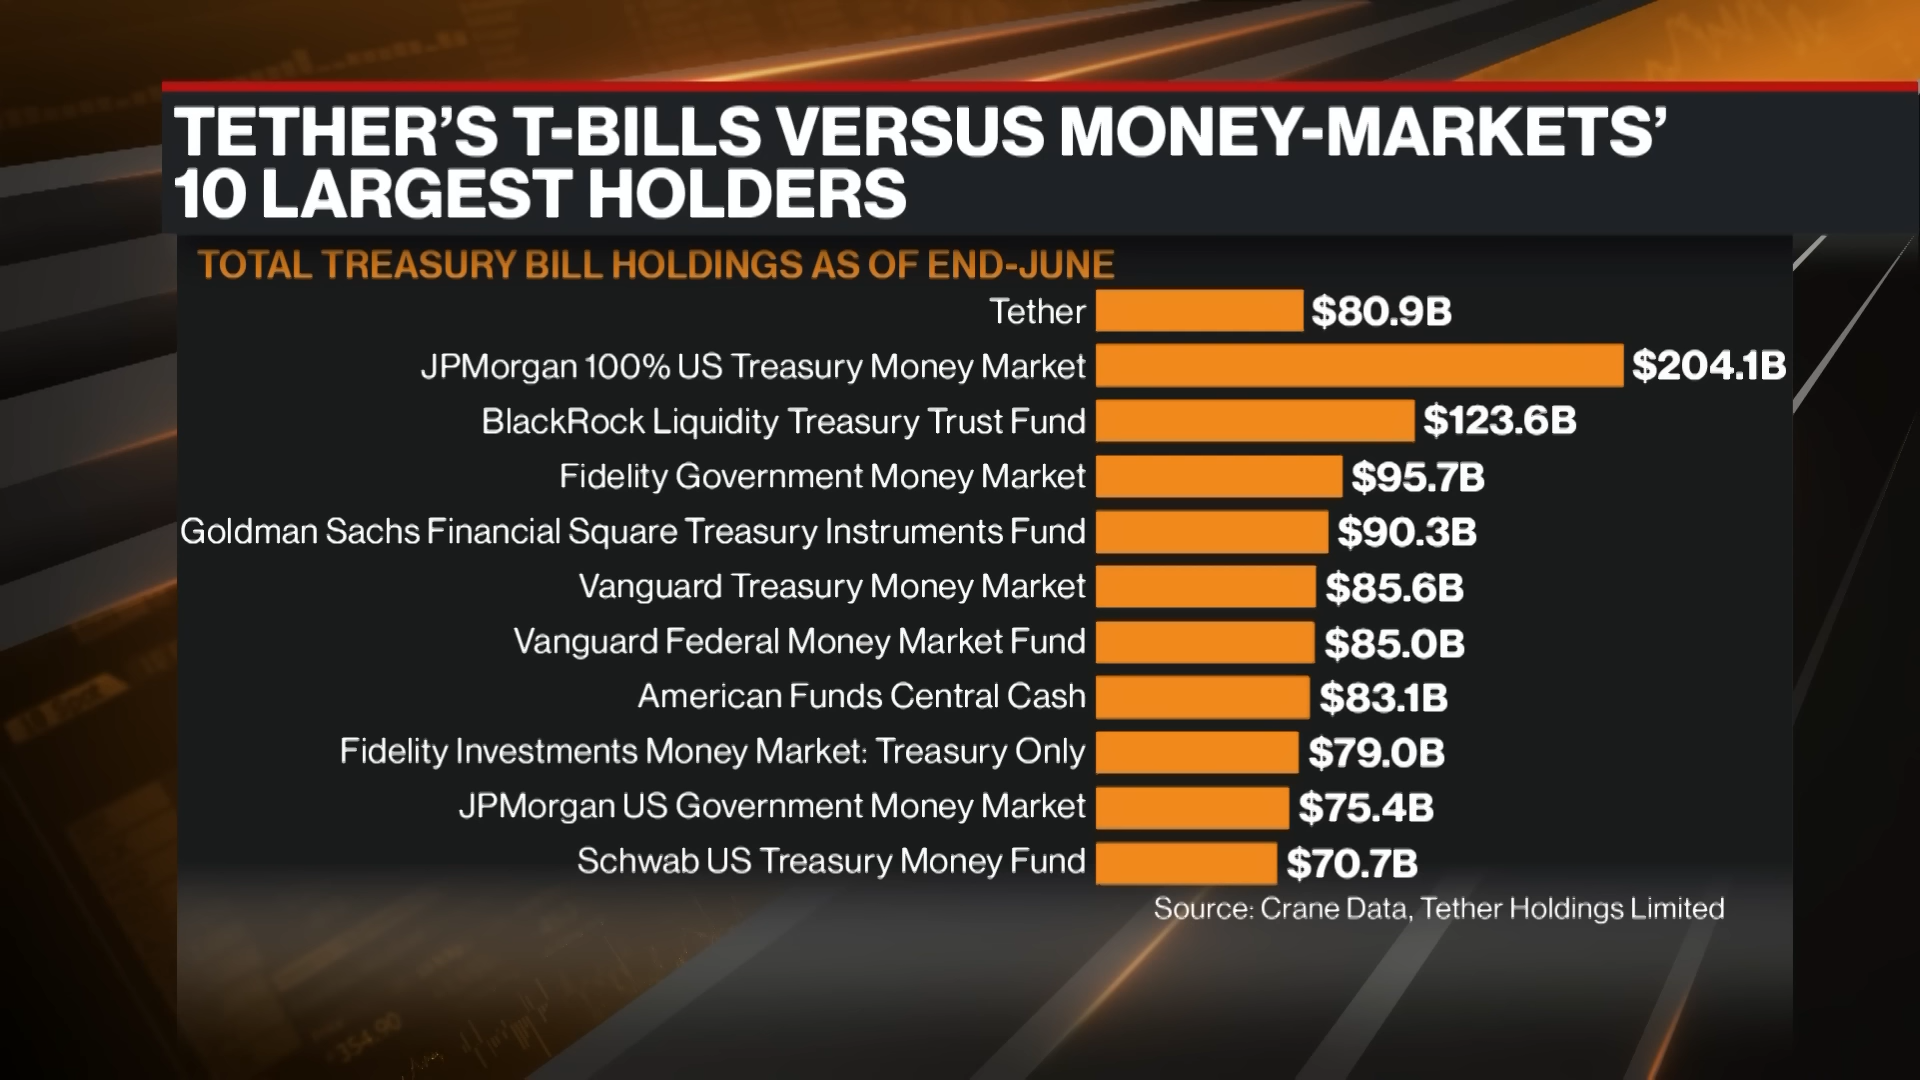 TETHER'S T-BILLS VERSUS MONEY-MARKETS'
10 LARGEST HOLDERS
TOTAL TREASURY BILL HOLDINGS AS OF END-JUNE
Tether $80.9B
JPMorgan 100% US Treasury Money Market $204.1B
BlackRock Liquidity Treasury Trust Fund $123.6B
Fidelity Government Money Market $95.7B
Goldman Sachs Financial Square Treasury Instruments Fund $90.3B
Vanguard Treasury Money Market $85.6B
Vanguard Federal Money Market Fund $85.0B
American Funds Central Cash $83.1B
Fidelity Investments Money Market: Treasury Only $79.0B
JPMorgan US Government Money Market $75.4B
Schwab US Treasury Money Fund $70.7B
Source: Crane Data, Tether Holdings Limited